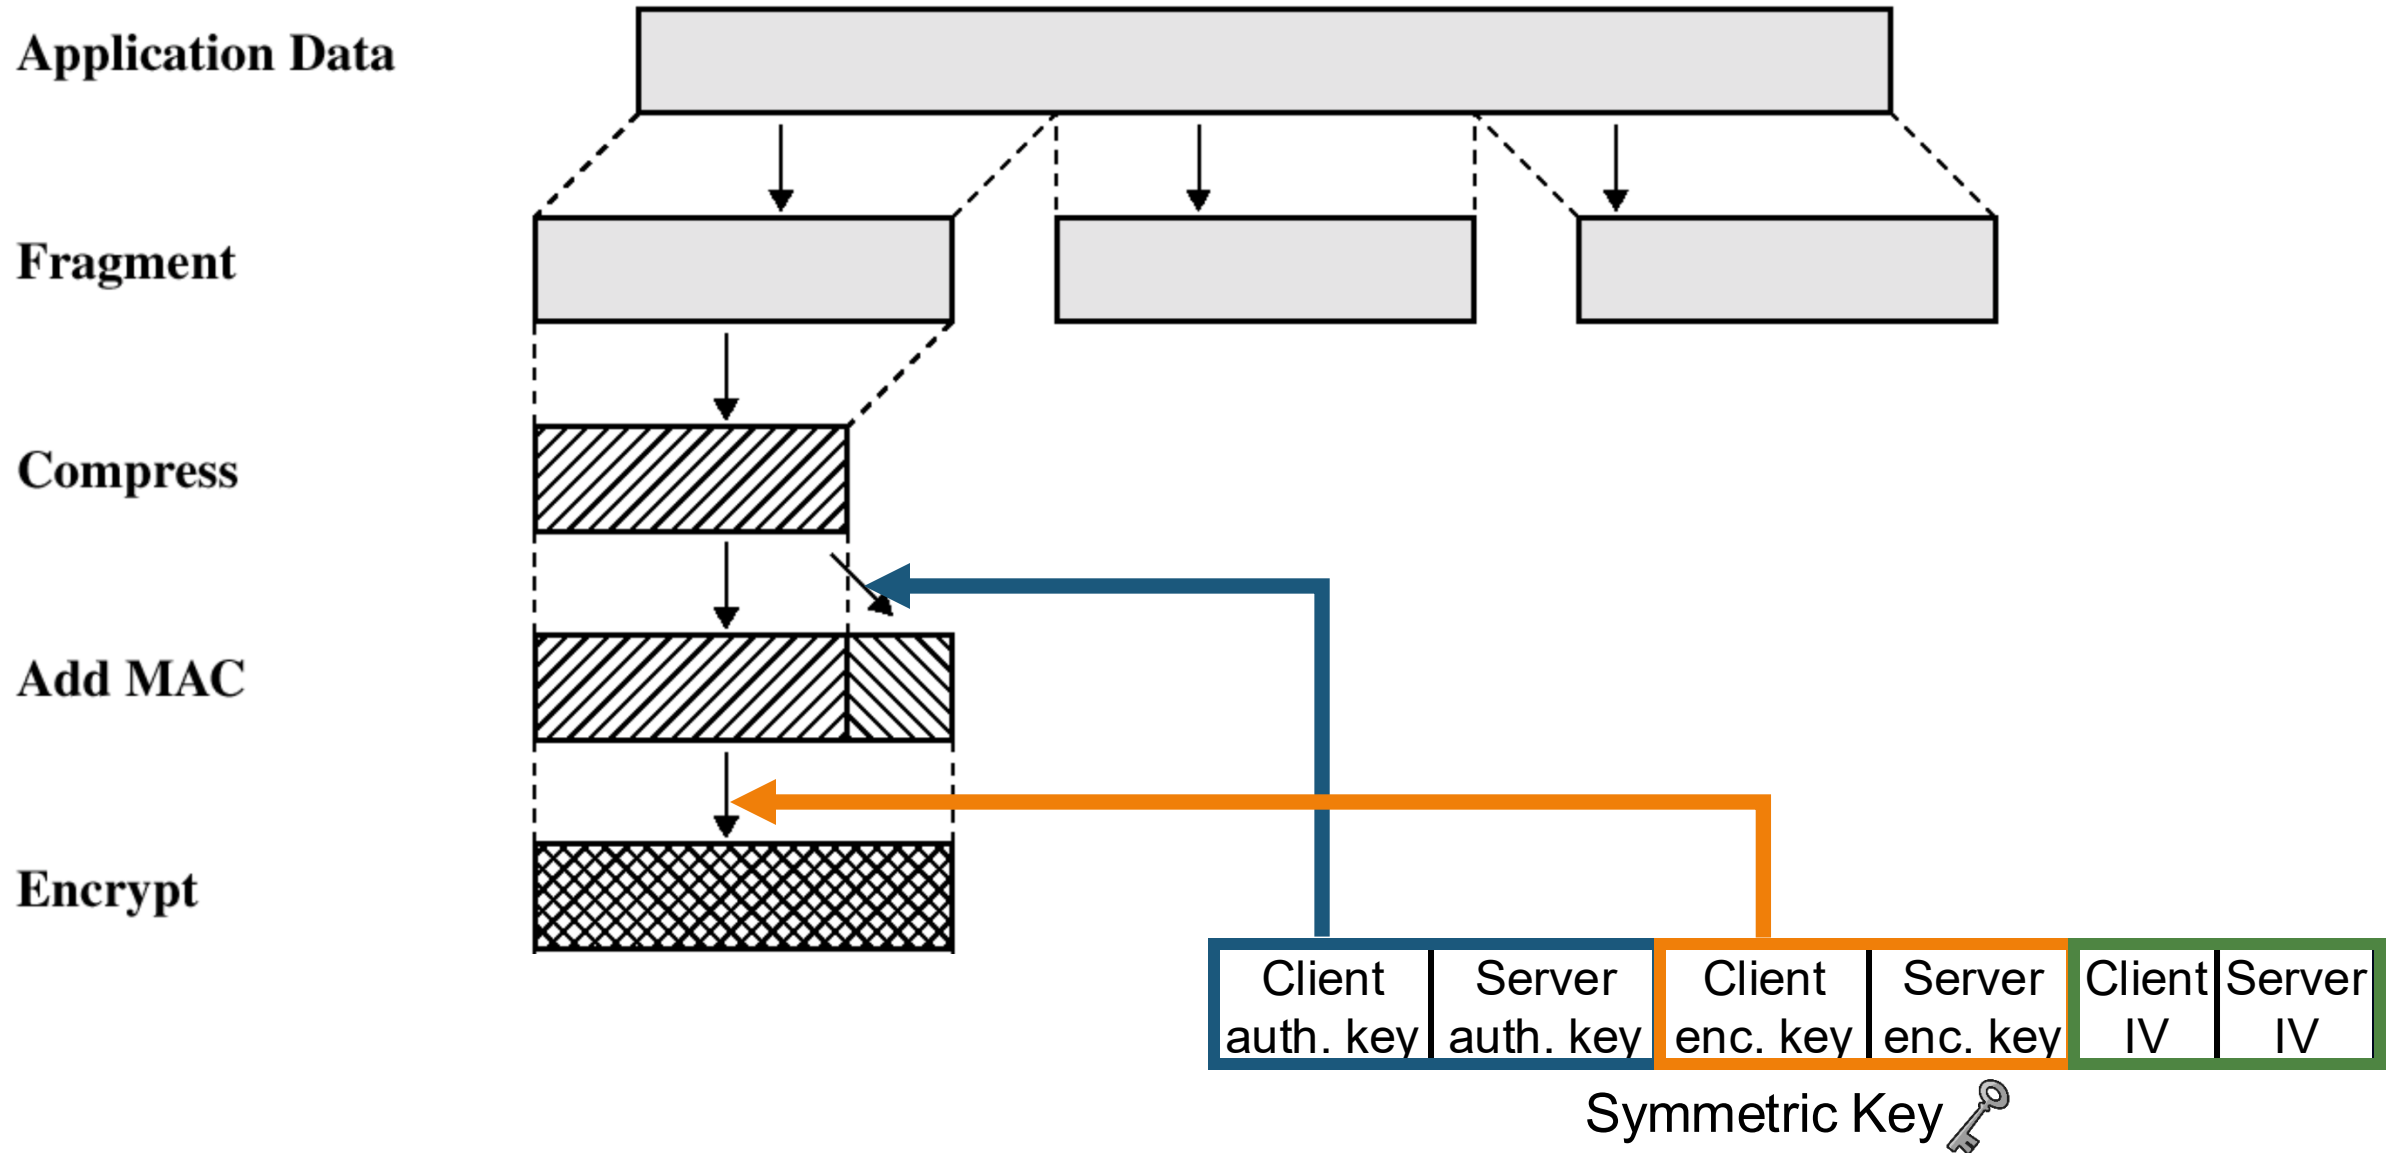 Application Data
Fragment
Compress
Add MAC
Encrypt
Client auth. key
Server auth. key
Client enc. key
Server enc. key
Client IV
Server IV
Symmetric Key